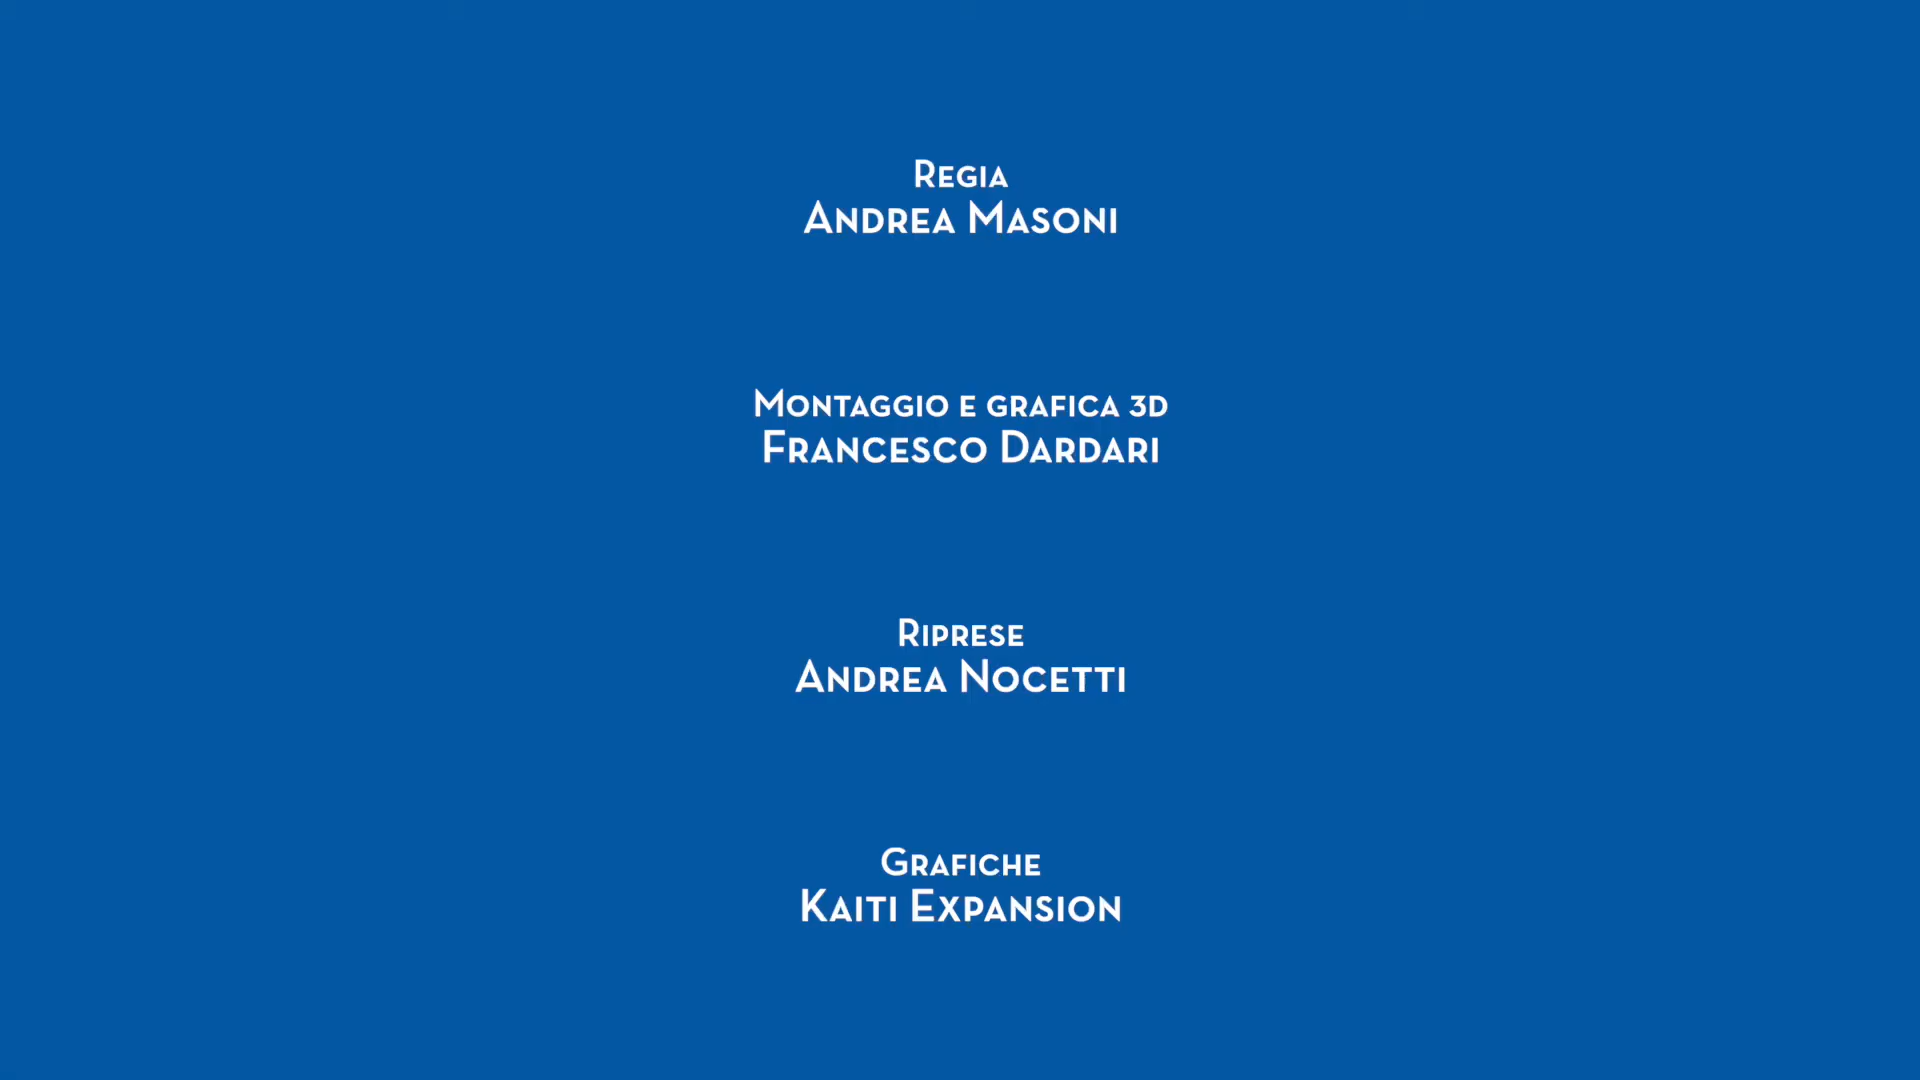 Regia
Andrea Masoni
Montaggio e grafica 3D
Francesco Dardari
Riprese
Andrea Nocetti
Grafiche
Kaiti Expansion